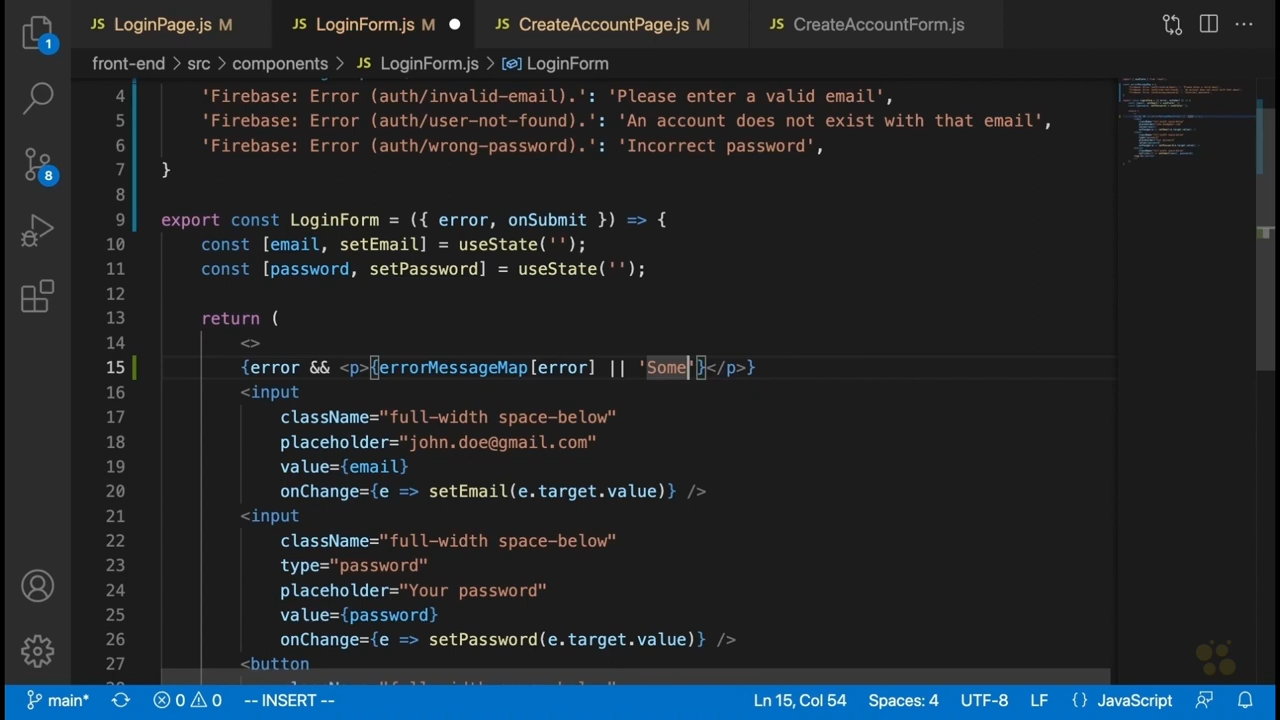 JS LoginPage.js M JS LoginForm.js M JS CreateAccountPage.js M JS CreateAccountForm.js
front-end > src > components > JS LoginForm.js > LoginForm
4 'Firebase: Error (auth/invalid-email).': 'Please enter a valid email',
5 'Firebase: Error (auth/user-not-found).': 'An account does not exist with that email',
6 'Firebase: Error (auth/wrong-password).': 'Incorrect password',
7 }
8
9 export const LoginForm = ({ error, onSubmit }) => {
10 const [email, setEmail] = useState('');
11 const [password, setPassword] = useState('');
12
13 return (
14 <>
15 {error && <p>{errorMessageMap[error] || 'Some'}</p>}
16 <input
17 className="full-width space-below"
18 placeholder="john.doe@gmail.com"
19 value={email}
20 onChange={e => setEmail(e.target.value)} />
21 <input
22 className="full-width space-below"
23 type="password"
24 placeholder="Your password"
25 value={password}
26 onChange={e => setPassword(e.target.value)} />
27 <button
1
8
main* 0 0 -- INSERT -- Ln 15, Col 54 Spaces: 4 UTF-8 LF {} JavaScript